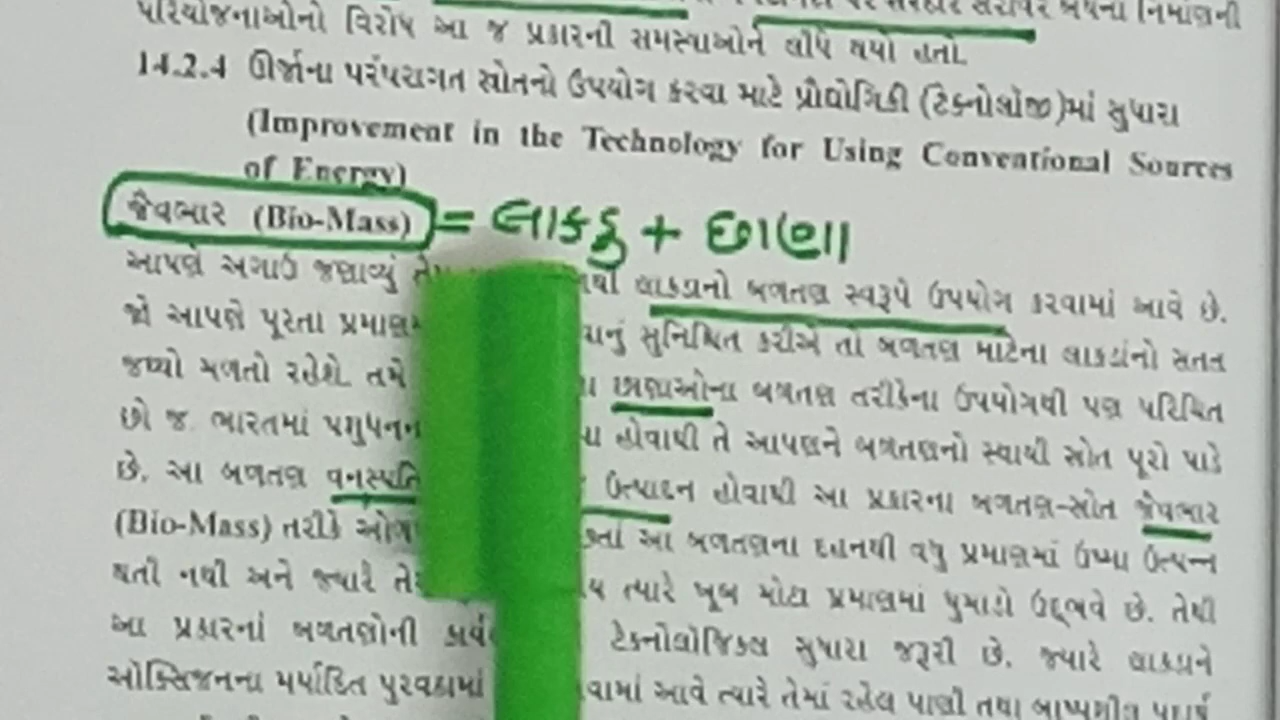 પરિયોજનાઓનો વિરોધ આ જ પ્રકારની સમસ્યાઓને લીધે થયો હતો.
14.2.4 ઊર્જાના પરંપરાગત સ્રોતનો ઉપયોગ કરવા માટે પ્રૌદ્યોગિકી (ટેક્નોલૉજી)માં સુધારા
(Improvement in the Technology for Using Conventional Sources
of Energy)
જૈવભાર (Bio-Mass) = લાકડુ + છાણા
આપણે અગાઉ જણાવ્યું તેમ લાકડાનો બળતણ સ્વરૂપે ઉપયોગ કરવામાં આવે છે.
જો આપણે પૂરતા સુનિશ્ચિત કરીએ તો બળતણ માટેના લાકડાંનો સતત
જથ્થો મળતો રહેશે. તમે છાણાઓના બળતણ તરીકેના ઉપયોગથી પણ પરિચિત
છો જ. ભારતમાં હોવાથી તે આપણને બળતણનો સ્થાયી સ્રોત પૂરો પાડે
છે. આ બળતણ વનસ્પતિ ઉત્પાદન હોવાથી આ પ્રકારના બળતણ-સ્રોત જૈવભાર
(Bio-Mass) તરીકે આ બળતણના દહનથી વધુ પ્રમાણમાં ઉષ્મા ઉત્પન્ન
થતી નથી અને જ્યારે ત્યારે ખૂબ મોટા પ્રમાણમાં ધુમાડો ઉદ્ભવે છે. તેથી
આ પ્રકારનાં બળતણોની ટેક્નોલૉજિકલ સુધારા જરૂરી છે. જ્યારે લાકડાને
ઑક્સિજનના મર્યાદિત પુરવઠામાં આવે ત્યારે તેમાં રહેલ પાણી તથા બાષ્પશીલ પદાર્થ